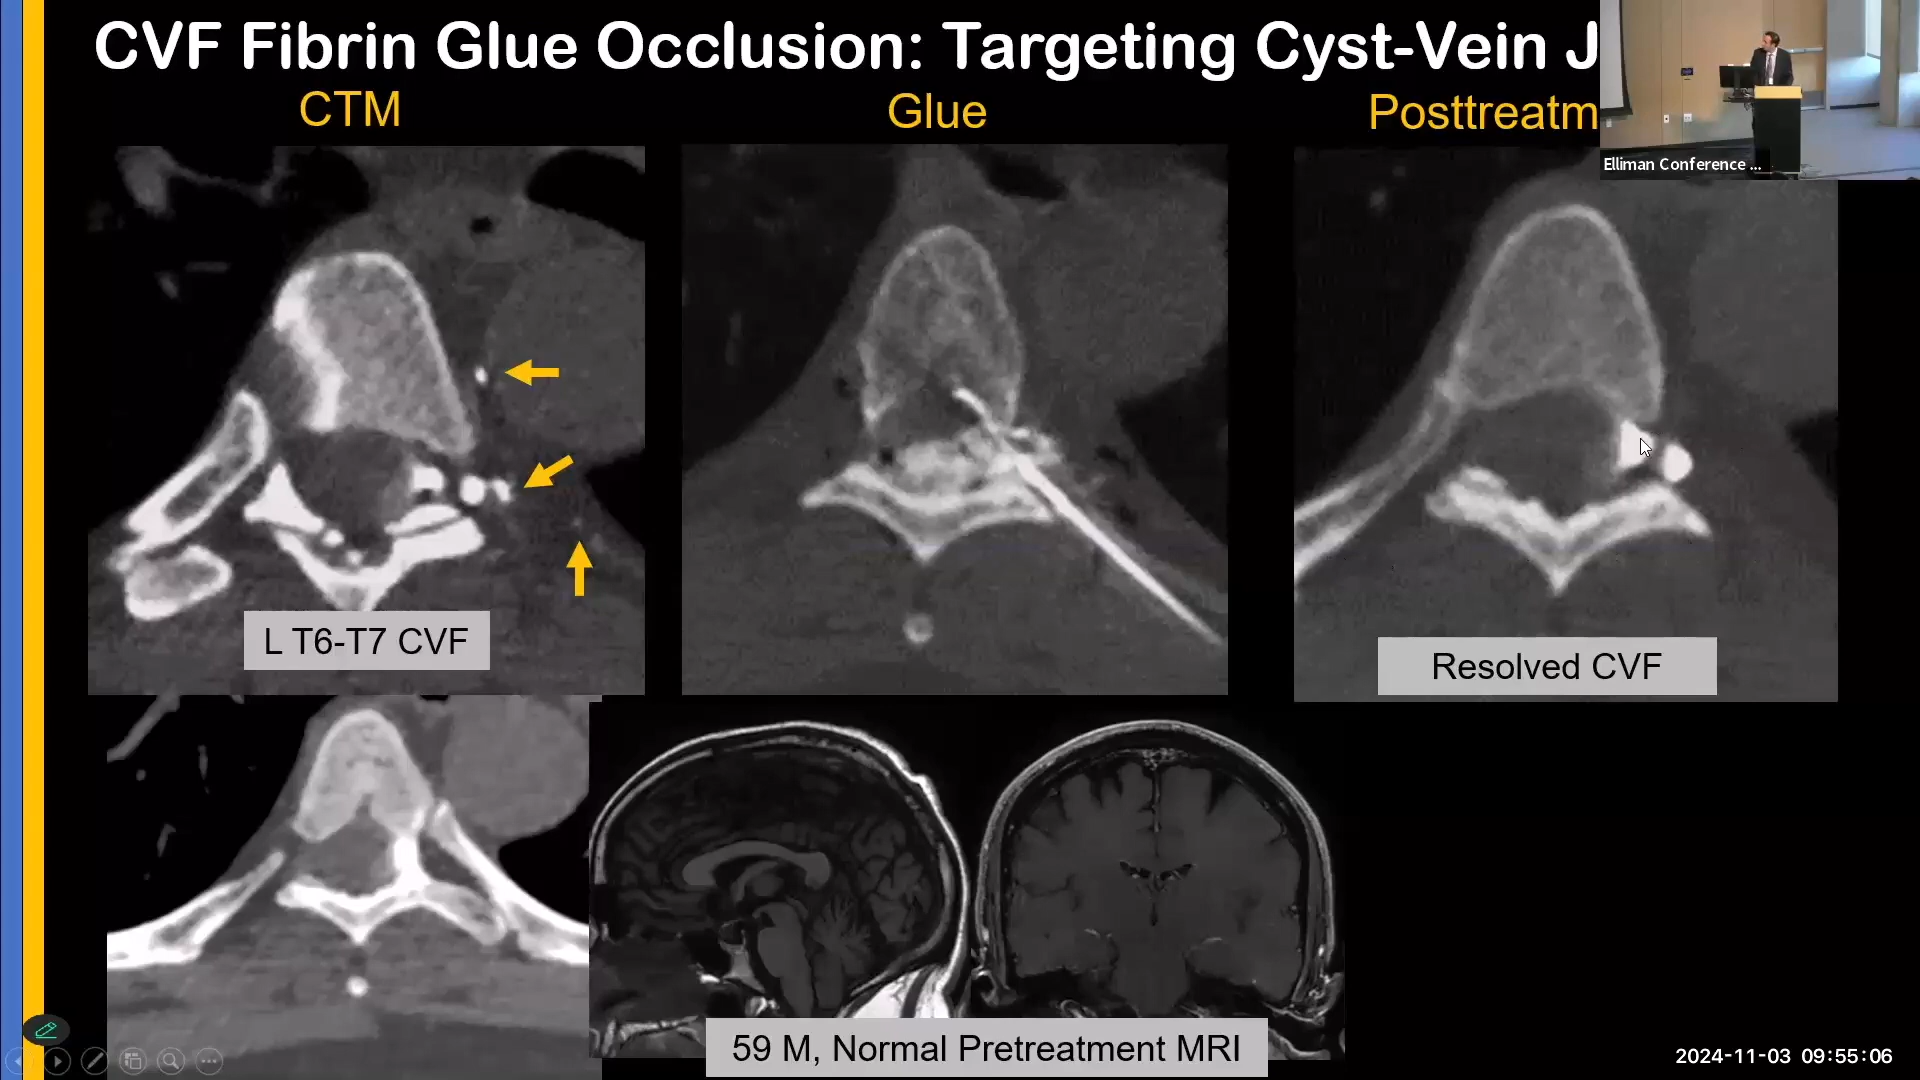 CVF Fibrin Glue Occlusion: Targeting Cyst-Vein J
CTM
Glue
Posttreatm
Elliman Conference ...
L T6-T7 CVF
Resolved CVF
59 M, Normal Pretreatment MRI
2024-11-03 09:55:06